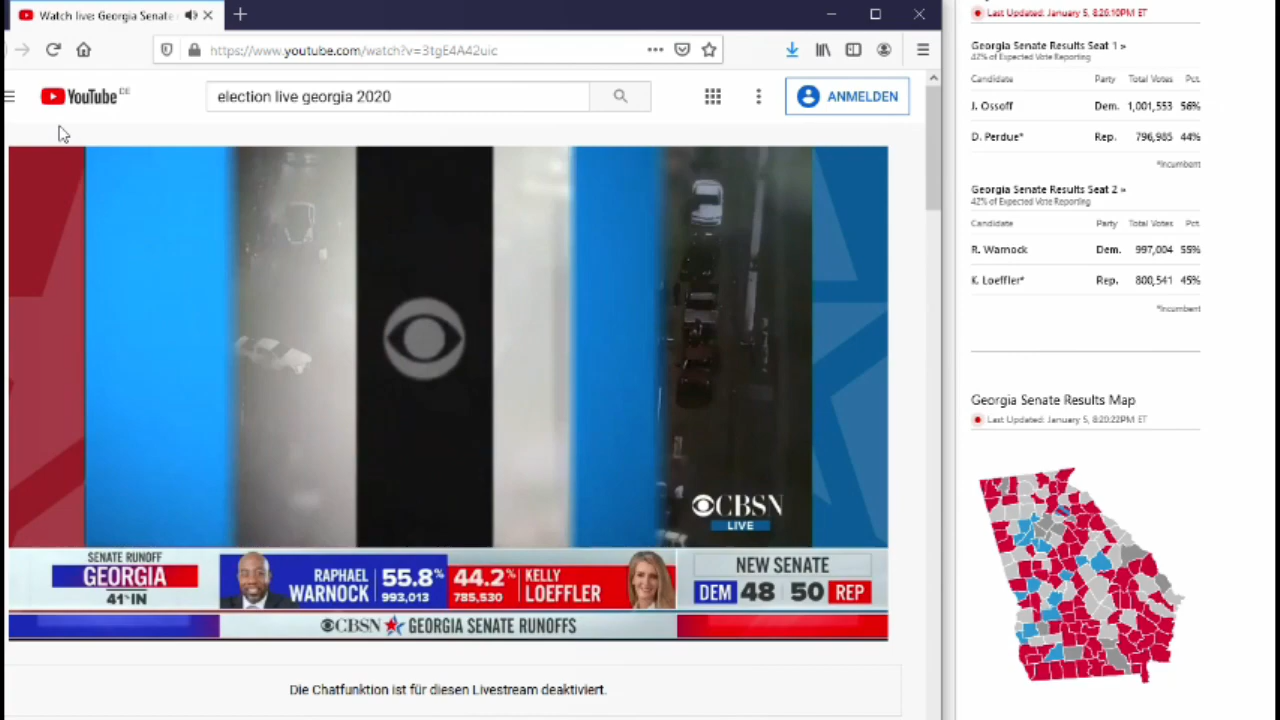 Watch live: Georgia Senate
https://www.youtube.com/watch?v=3tgE4A42uic
YouTube DE
election live georgia 2020
ANMELDEN
CBSN
LIVE
SENATE RUNOFF
GEORGIA
41% IN
RAPHAEL WARNOCK
55.8%
993,013
44.2%
785,530
KELLY LOEFFLER
NEW SENATE
DEM 48 50 REP
CBSN GEORGIA SENATE RUNOFFS
Die Chatfunktion ist für diesen Livestream deaktiviert.
Last Updated: January 5, 8:26:10PM ET
Georgia Senate Results Seat 1 »
42% of Expected Vote Reporting
Candidate Party Total Votes Pct.
J. Ossoff Dem. 1,001,553 56%
D. Perdue* Rep. 796,985 44%
*Incumbent
Georgia Senate Results Seat 2 »
42% of Expected Vote Reporting
Candidate Party Total Votes Pct.
R. Warnock Dem. 997,004 55%
K. Loeffler* Rep. 800,541 45%
*Incumbent
Georgia Senate Results Map
Last Updated: January 5, 8:20:22PM ET